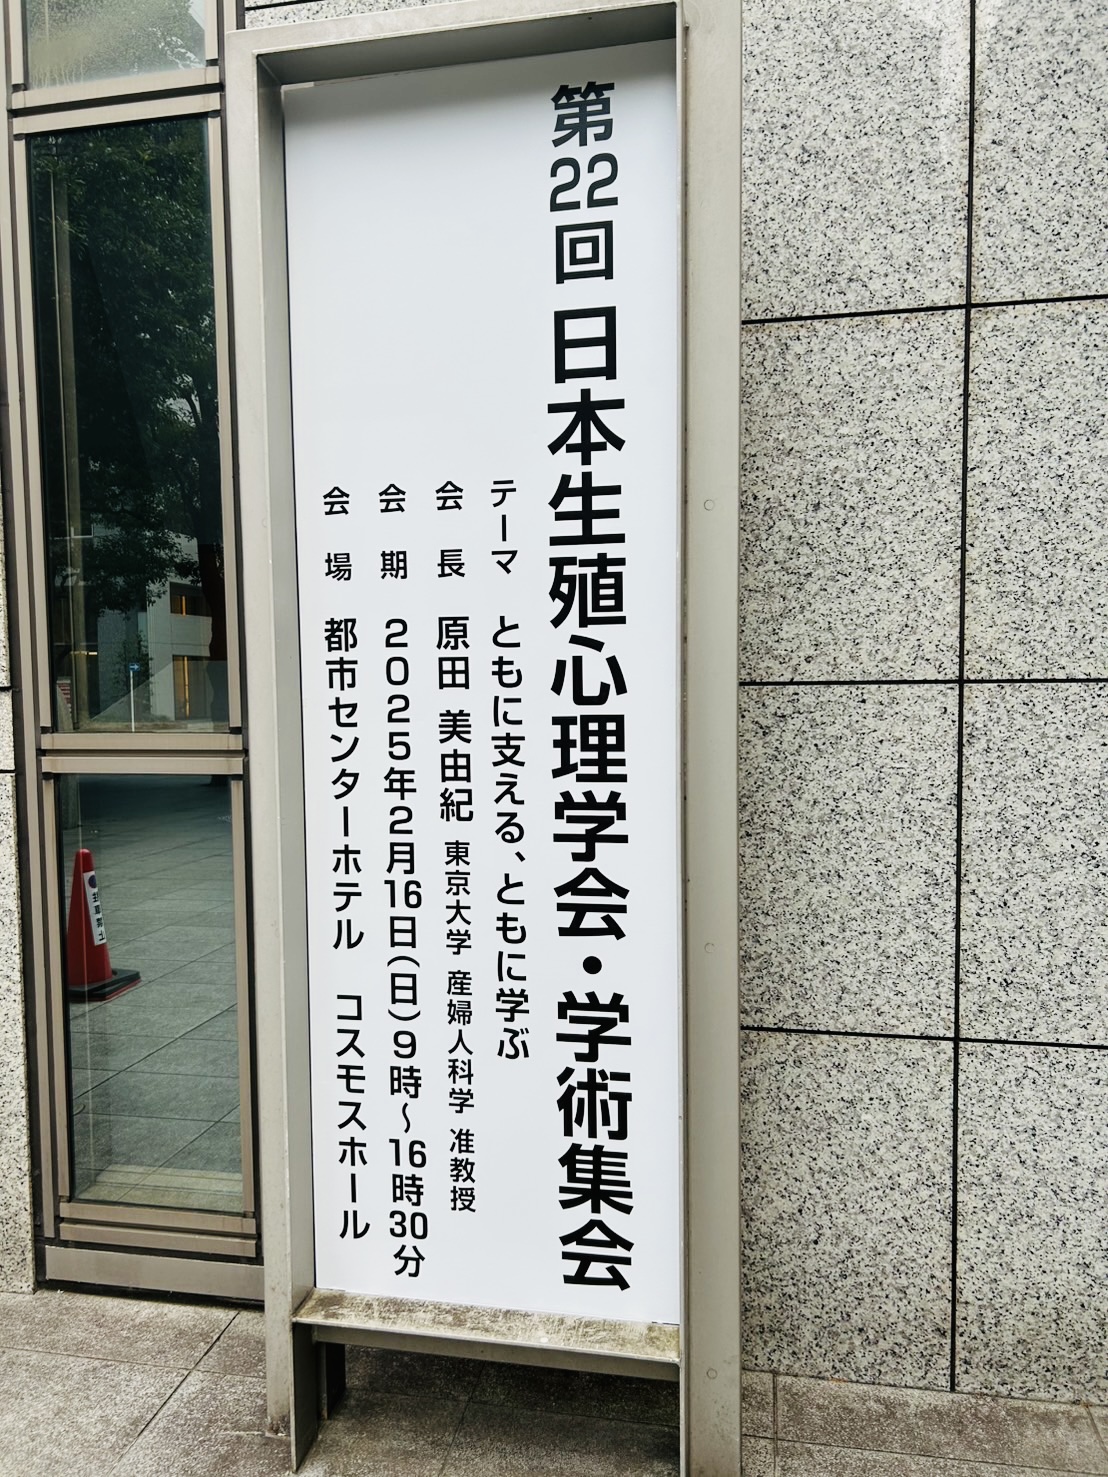 第22回 日本生殖心理学会・学術集会
テーマ ともに支える、ともに学ぶ
会 長 原田 美由紀 東京大学 産婦人科学 准教授
会 期 2025年2月16日(日)9時〜16時30分
会 場 都市センターホテル コスモスホール
駐車禁止